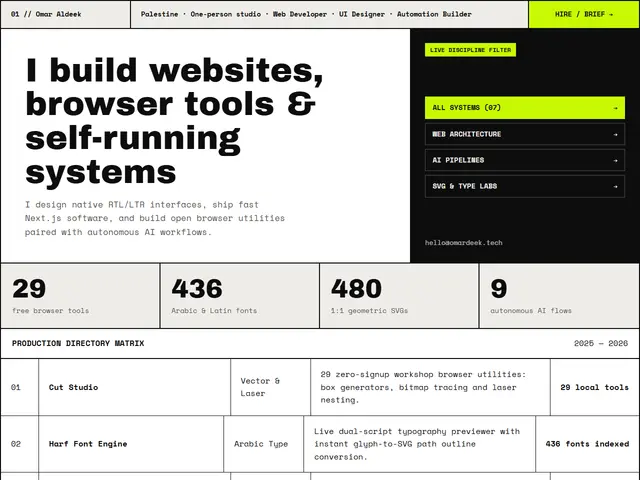 01 // Omar Aldeek
Palestine · One-person studio · Web Developer · UI Designer · Automation Builder
HIRE / BRIEF →
I build websites,
browser tools &
self-running
systems
I design native RTL/LTR interfaces, ship fast
Next.js software, and build open browser utilities
paired with autonomous AI workflows.
LIVE DISCIPLINE FILTER
ALL SYSTEMS (07) →
WEB ARCHITECTURE →
AI PIPELINES →
SVG & TYPE LABS →
hello@omardeek.tech
29
free browser tools
436
Arabic & Latin fonts
480
1:1 geometric SVGs
9
autonomous AI flows
PRODUCTION DIRECTORY MATRIX
2025 — 2026
01
Cut Studio
Vector &
Laser
29 zero-signup workshop browser utilities:
box generators, bitmap tracing and laser
nesting.
29 local tools
02
Harf Font Engine
Arabic Type
Live dual-script typography previewer with
instant glyph-to-SVG path outline
conversion.
436 fonts indexed